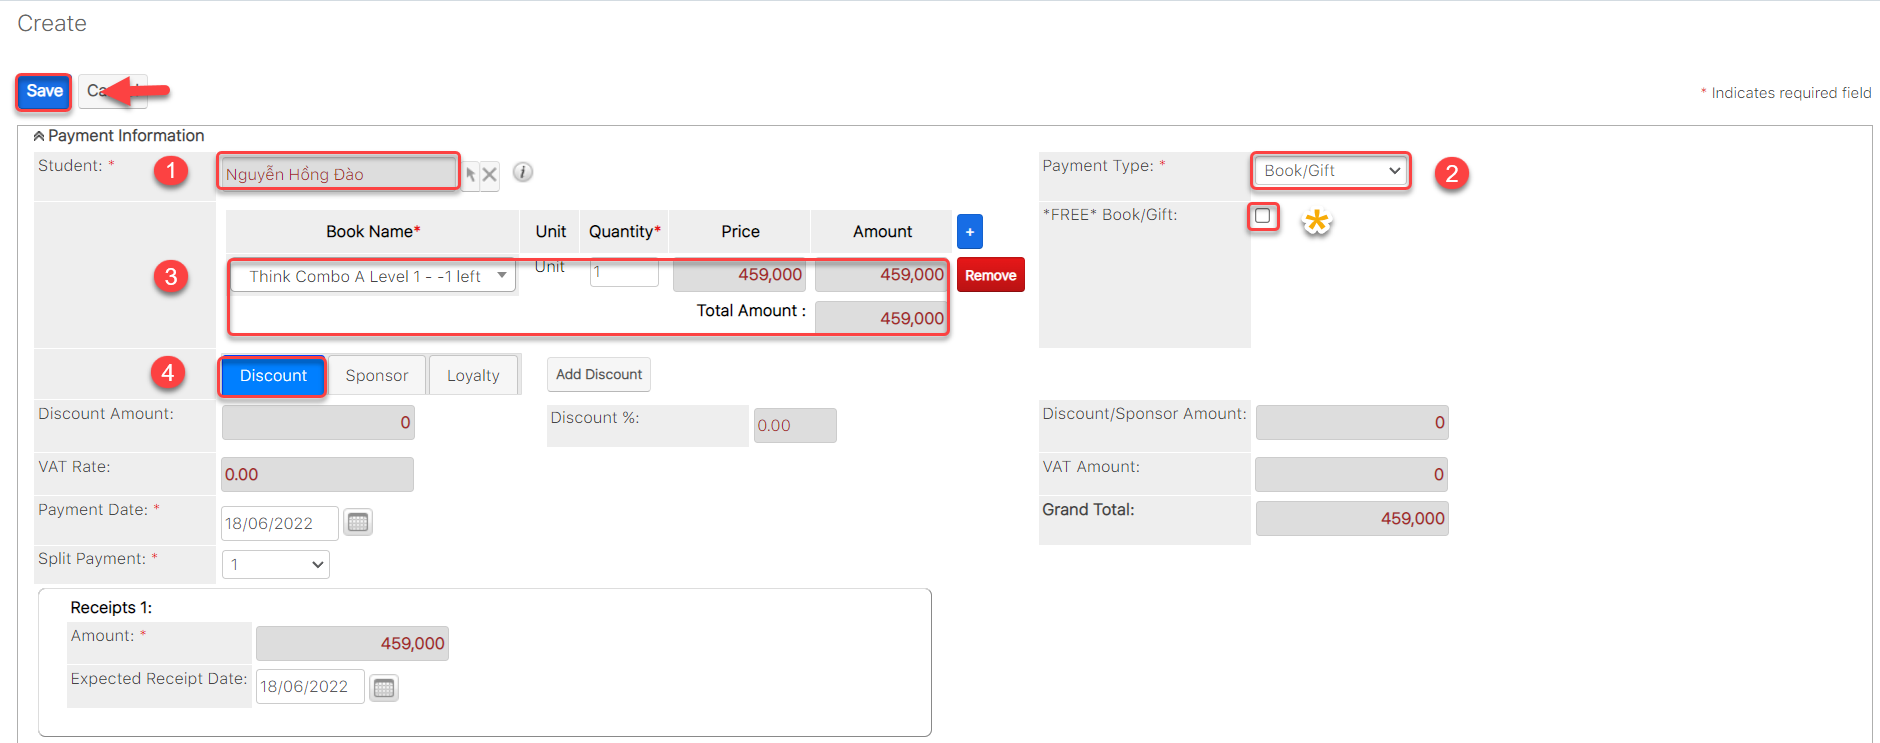 Create
Save
* Indicates required field
Payment Information
Student: * 1 Nguyễn Hồng Đào i Payment Type: * Book/Gift 2
*FREE* Book/Gift: *
Book Name* Unit Quantity* Price Amount +
3 Think Combo A Level 1 - -1 left Unit 1 459,000 459,000 Remove
Total Amount : 459,000
4 Discount Sponsor Loyalty Add Discount
Discount Amount: 0 Discount %: 0.00 Discount/Sponsor Amount: 0
VAT Rate: 0.00 VAT Amount: 0
Payment Date: * 18/06/2022 Grand Total: 459,000
Split Payment: * 1
Receipts 1:
Amount: * 459,000
Expected Receipt Date: 18/06/2022